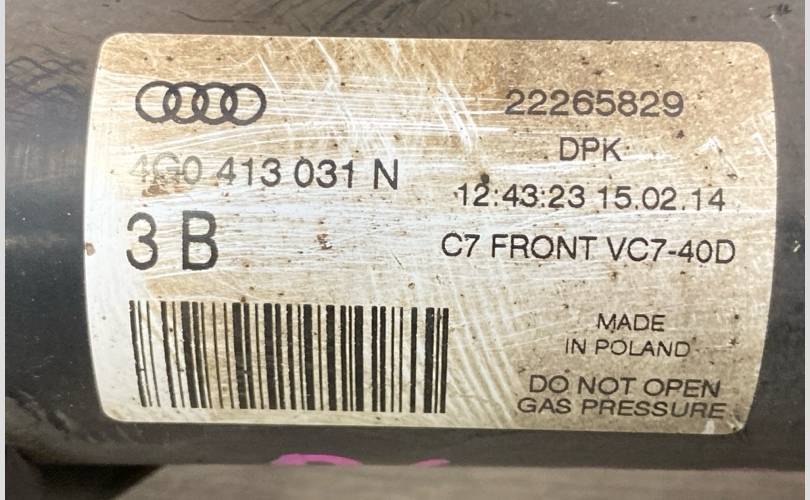 4G0 413 031 N
3 B
22265829
DPK
12:43:23 15.02.14
C7 FRONT VC7-40D
MADE
IN POLAND
DO NOT OPEN
GAS PRESSURE